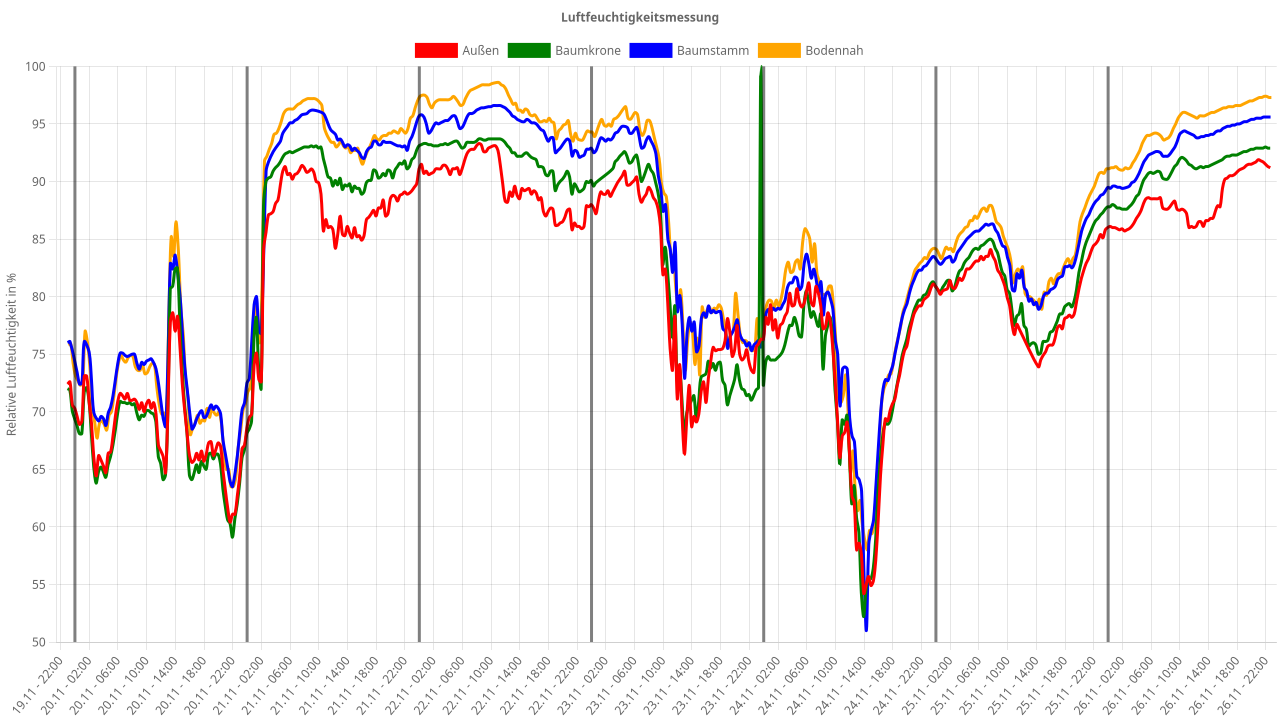 Luftfeuchtigkeitsmessung
Außen Baumkrone Baumstamm Bodennah
Relative Luftfeuchtigkeit in %
100
95
90
85
80
75
70
65
60
55
50
19.11 - 22:00
20.11 - 02:00
20.11 - 06:00
20.11 - 10:00
20.11 - 14:00
20.11 - 18:00
20.11 - 22:00
21.11 - 02:00
21.11 - 06:00
21.11 - 10:00
21.11 - 14:00
21.11 - 18:00
21.11 - 22:00
22.11 - 02:00
22.11 - 06:00
22.11 - 10:00
22.11 - 14:00
22.11 - 18:00
22.11 - 22:00
23.11 - 02:00
23.11 - 06:00
23.11 - 10:00
23.11 - 14:00
23.11 - 18:00
23.11 - 22:00
24.11 - 02:00
24.11 - 06:00
24.11 - 10:00
24.11 - 14:00
24.11 - 18:00
24.11 - 22:00
25.11 - 02:00
25.11 - 06:00
25.11 - 10:00
25.11 - 14:00
25.11 - 18:00
25.11 - 22:00
26.11 - 02:00
26.11 - 06:00
26.11 - 10:00
26.11 - 14:00
26.11 - 18:00
26.11 - 22:00